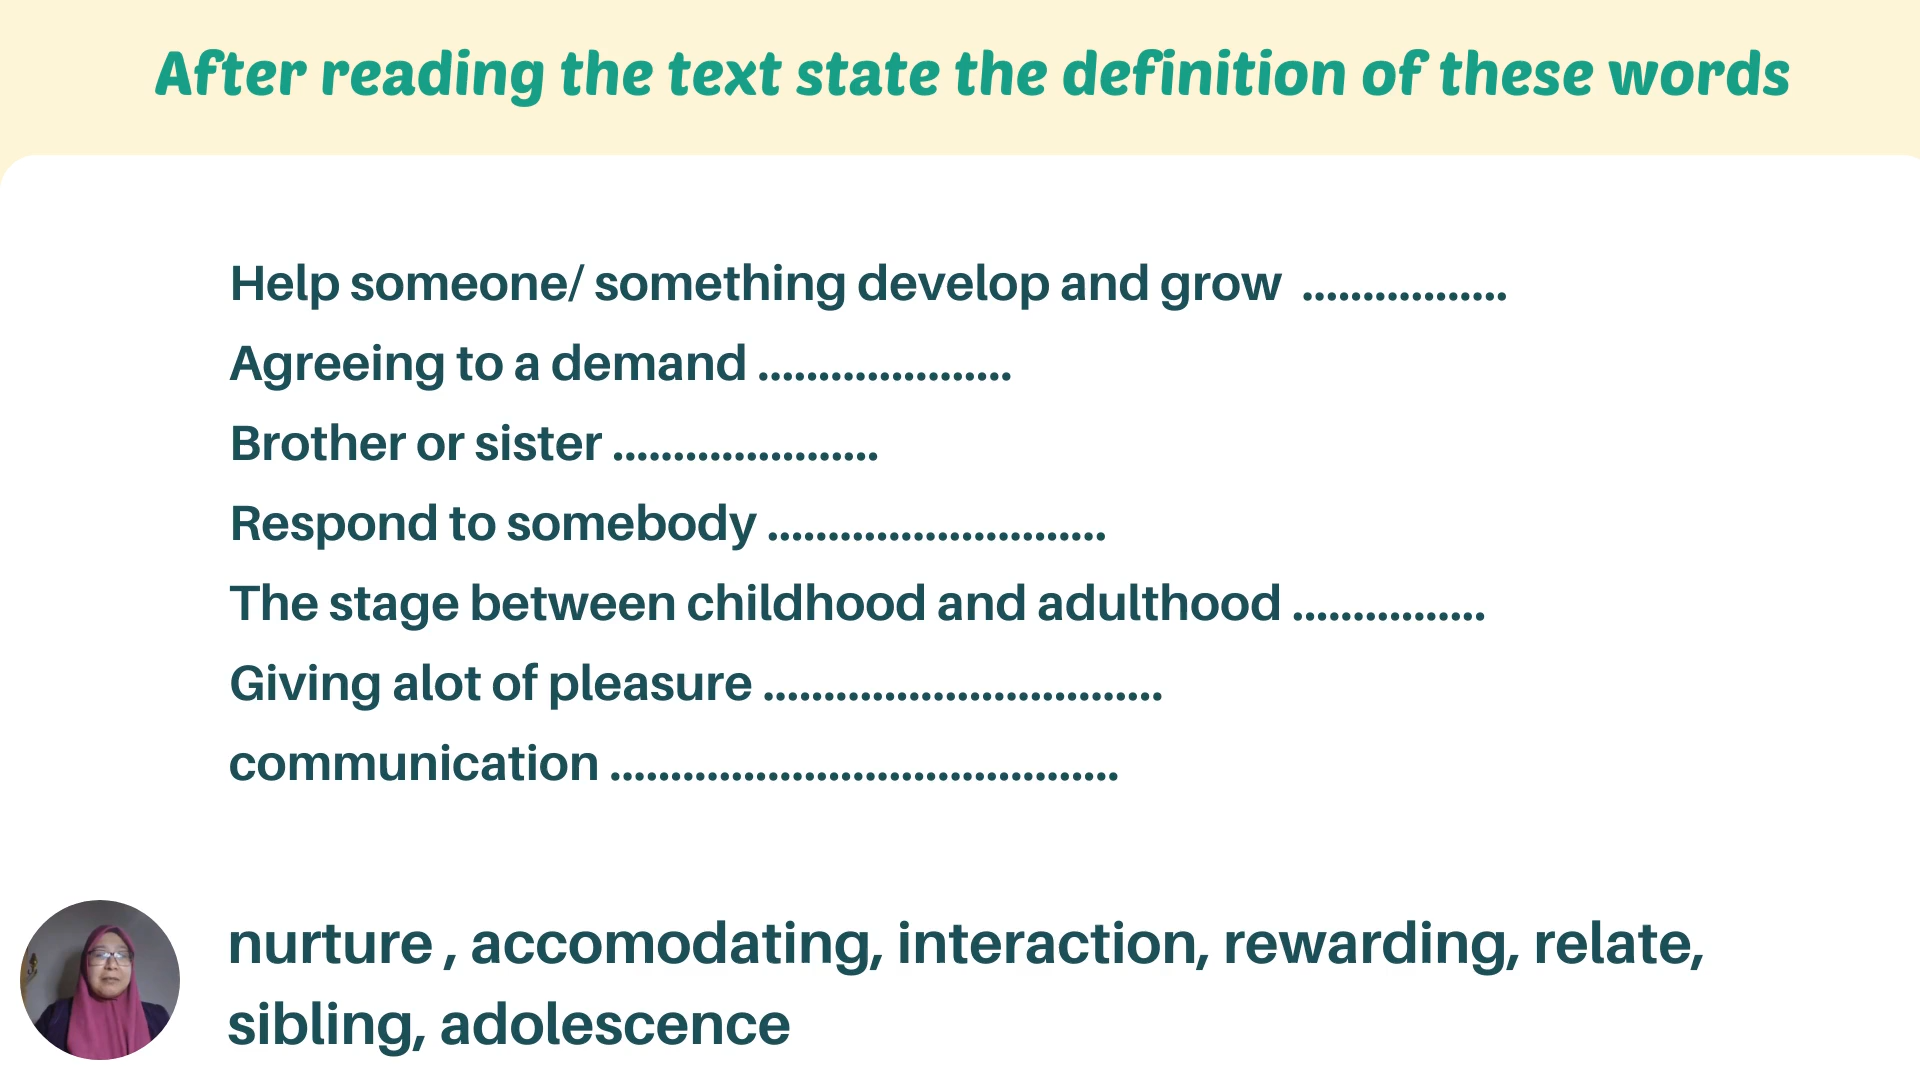 After reading the text state the definition of these words
Help someone/ something develop and grow .................
Agreeing to a demand .....................
Brother or sister ......................
Respond to somebody ............................
The stage between childhood and adulthood ................
Giving alot of pleasure .................................
communication ..........................................
nurture , accomodating, interaction, rewarding, relate,
sibling, adolescence